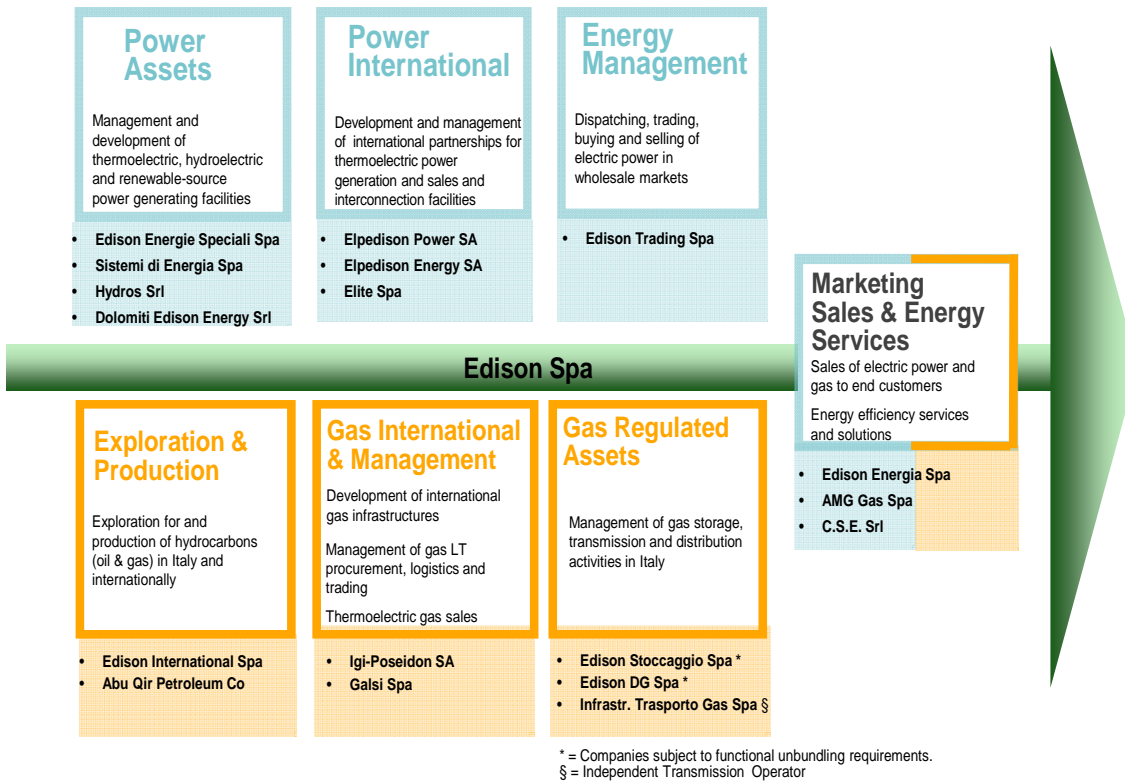 Power
Assets
Management and
development of
thermoelectric, hydroelectric
and renewable-source
power generating facilities
• Edison Energie Speciali Spa
• Sistemi di Energia Spa
• Hydros Srl
• Dolomiti Edison Energy Srl
Power
International
Development and management
of international partnerships for
thermoelectric power
generation and sales and
interconnection facilities
• Elpedison Power SA
• Elpedison Energy SA
• Elite Spa
Energy
Management
Dispatching, trading,
buying and selling of
electric power in
wholesale markets
• Edison Trading Spa
Marketing
Sales & Energy
Services
Sales of electric power and
gas to end customers
Energy efficiency services
and solutions
• Edison Energia Spa
• AMG Gas Spa
• C.S.E. Srl
Edison Spa
Exploration &
Production
Exploration for and
production of hydrocarbons
(oil & gas) in Italy and
internationally
• Edison International Spa
• Abu Qir Petroleum Co
Gas International
& Management
Development of international
gas infrastructures
Management of gas LT
procurement, logistics and
trading
Thermoelectric gas sales
• Igi-Poseidon SA
• Galsi Spa
Gas Regulated
Assets
Management of gas storage,
transmission and distribution
activities in Italy
• Edison Stoccaggio Spa *
• Edison DG Spa *
• Infrastr. Trasporto Gas Spa §
* = Companies subject to functional unbundling requirements.
§ = Independent Transmission Operator